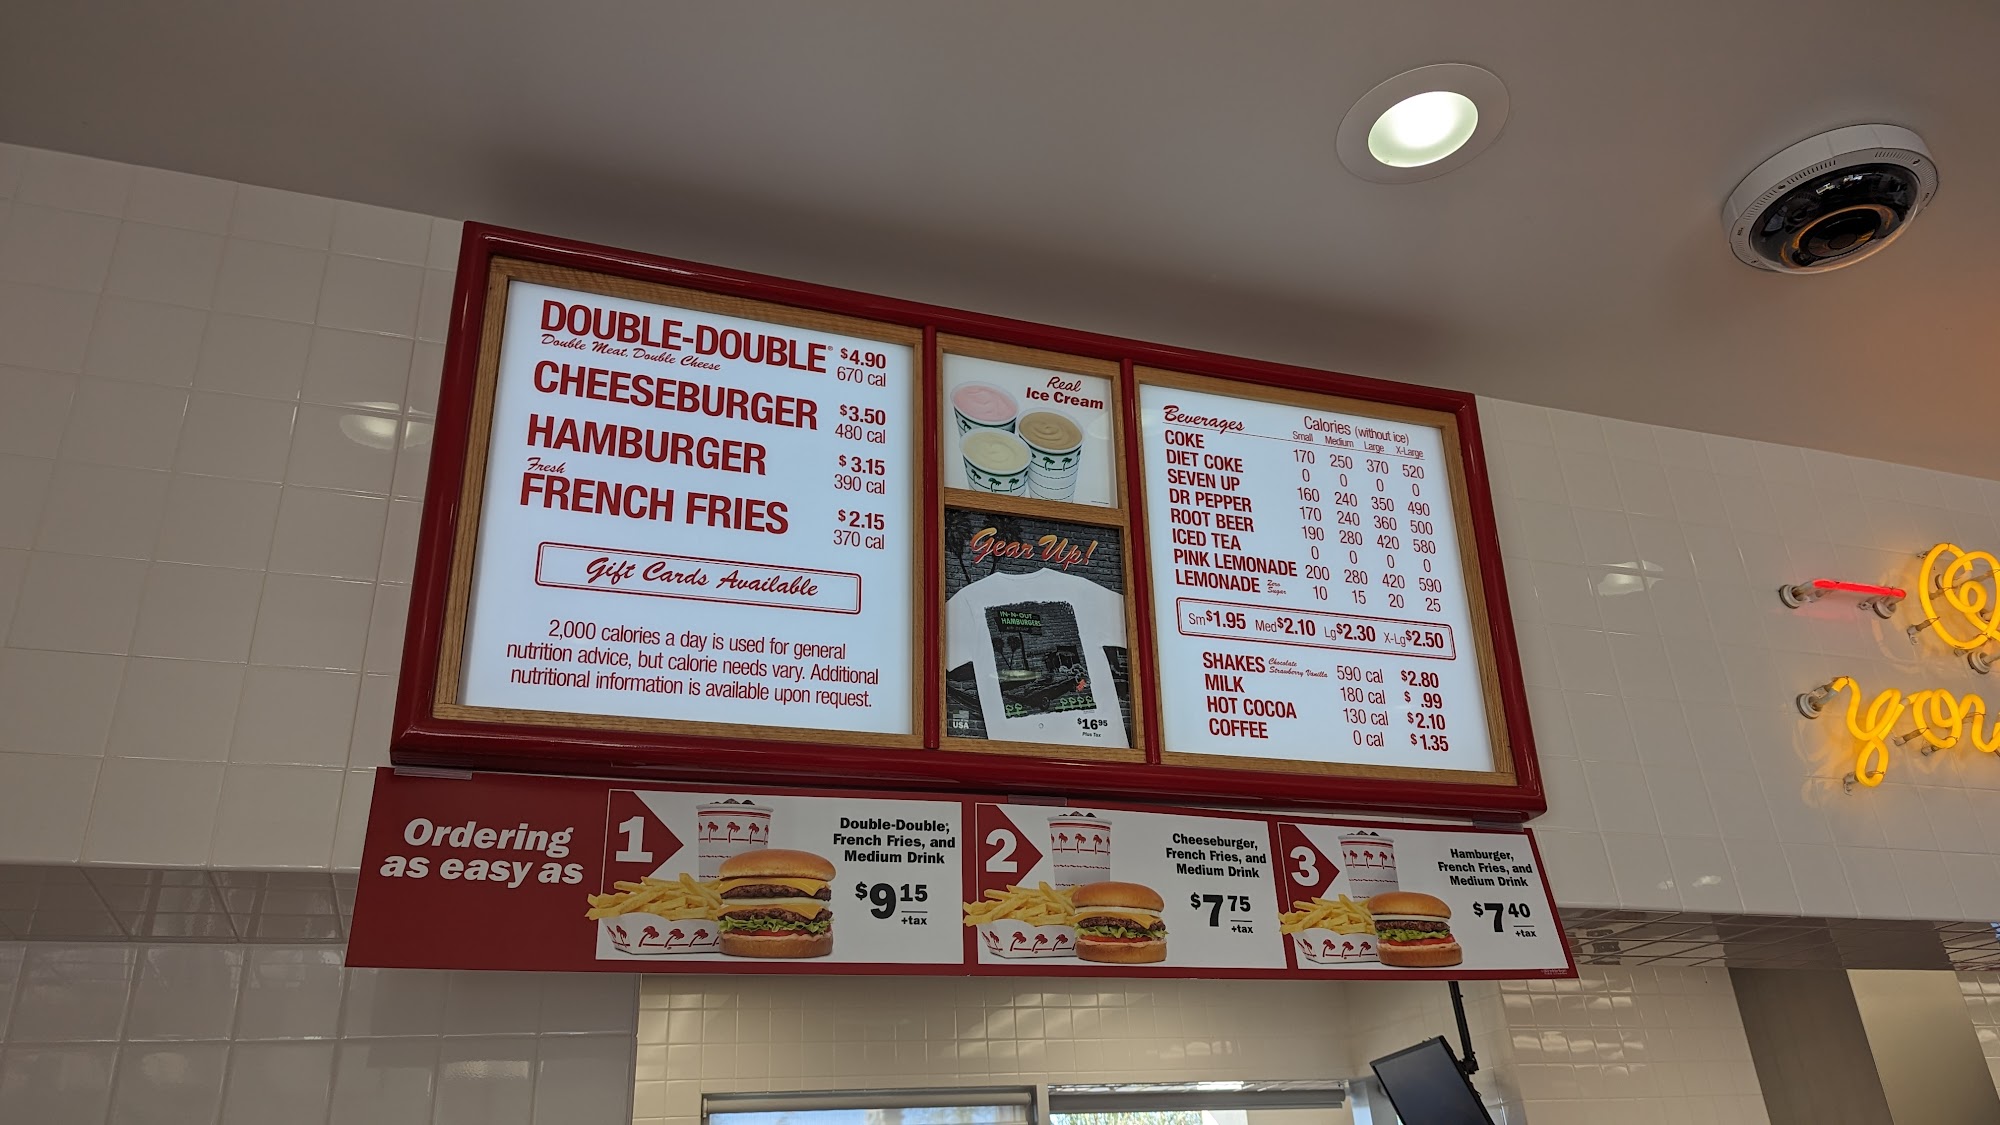 DOUBLE-DOUBLE® $4.90
Double Meat, Double Cheese 670 cal
CHEESEBURGER $3.50
480 cal
HAMBURGER $3.15
390 cal
Fresh
FRENCH FRIES $2.15
370 cal
Gift Cards Available
2,000 calories a day is used for general
nutrition advice, but calorie needs vary. Additional
nutritional information is available upon request.
Real
Ice Cream
Gear Up!
IN-N-OUT
HAMBURGERS
USA
$16.95
Plus Tax
Beverages Calories (without ice)
Small Medium Large X-Large
COKE 170 250 370 520
DIET COKE 0 0 0 0
SEVEN UP 160 240 350 490
DR PEPPER 170 240 360 500
ROOT BEER 190 280 420 580
ICED TEA 0 0 0 0
PINK LEMONADE 200 280 420 590
LEMONADE Zero Sugar 10 15 20 25
Sm$1.95 Med$2.10 Lg$2.30 X-Lg$2.50
SHAKES Chocolate Strawberry Vanilla 590 cal $2.80
MILK 180 cal $ .99
HOT COCOA 130 cal $2.10
COFFEE 0 cal $1.35
Ordering
as easy as
1
Double-Double,®
French Fries, and
Medium Drink
$9 15
+tax
2
Cheeseburger,
French Fries, and
Medium Drink
$7 75
+tax
3
Hamburger,
French Fries, and
Medium Drink
$7 40
+tax
you